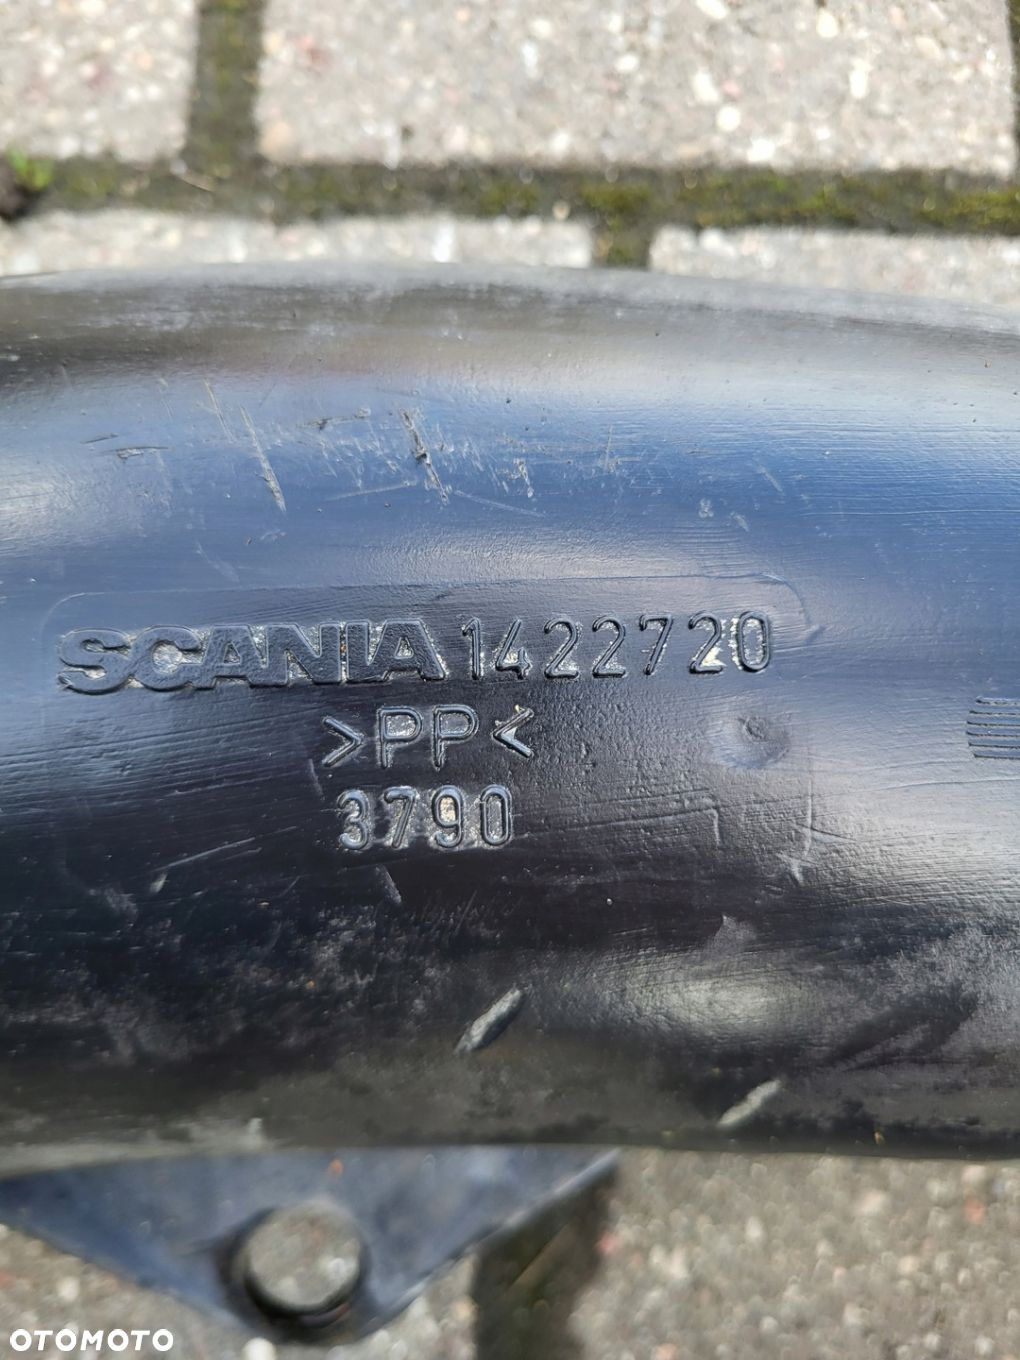 SCANIA 1422720
>PP<
3790
OTOMOTO